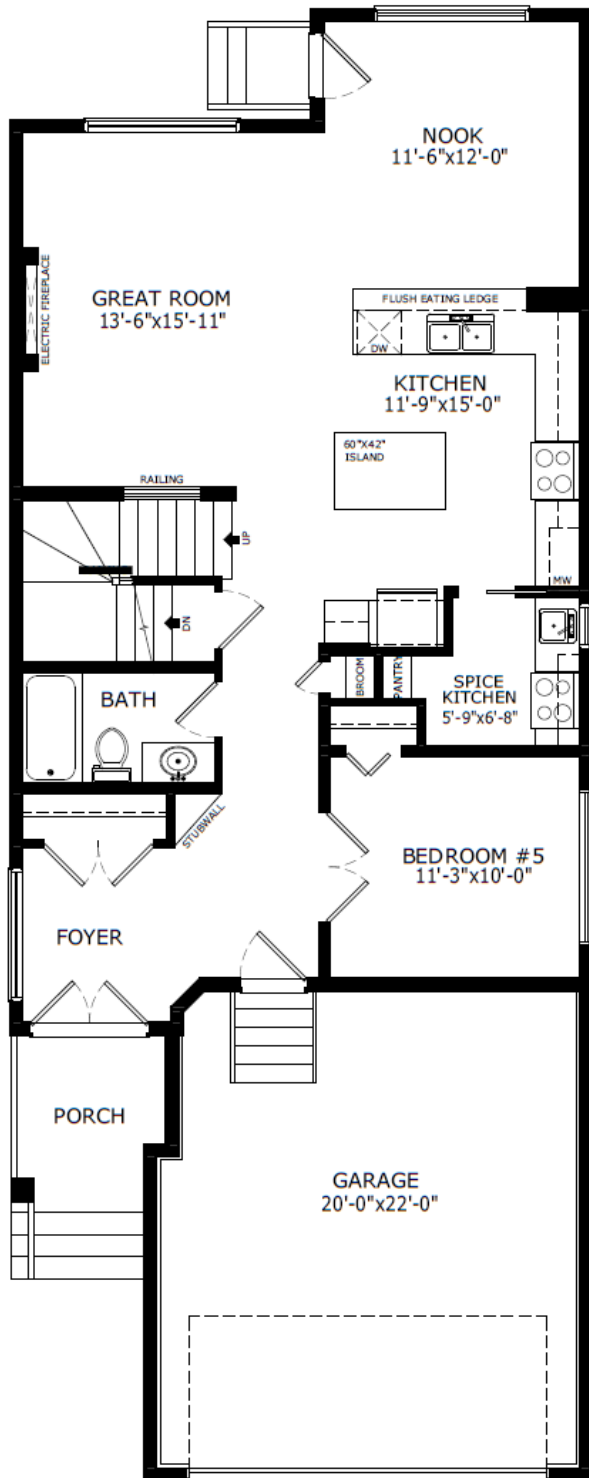 NOOK
11'-6"x12'-0"
GREAT ROOM
13'-6"x15'-11"
ELECTRIC FIREPLACE
FLUSH EATING LEDGE
DW
KITCHEN
11'-9"x15'-0"
60"X42"
ISLAND
RAILING
UP
MW
DN
BATH
BROOM
PANTRY
SPICE
KITCHEN
5'-9"x6'-8"
STUBWALL
BEDROOM #5
11'-3"x10'-0"
FOYER
PORCH
GARAGE
20'-0"x22'-0"